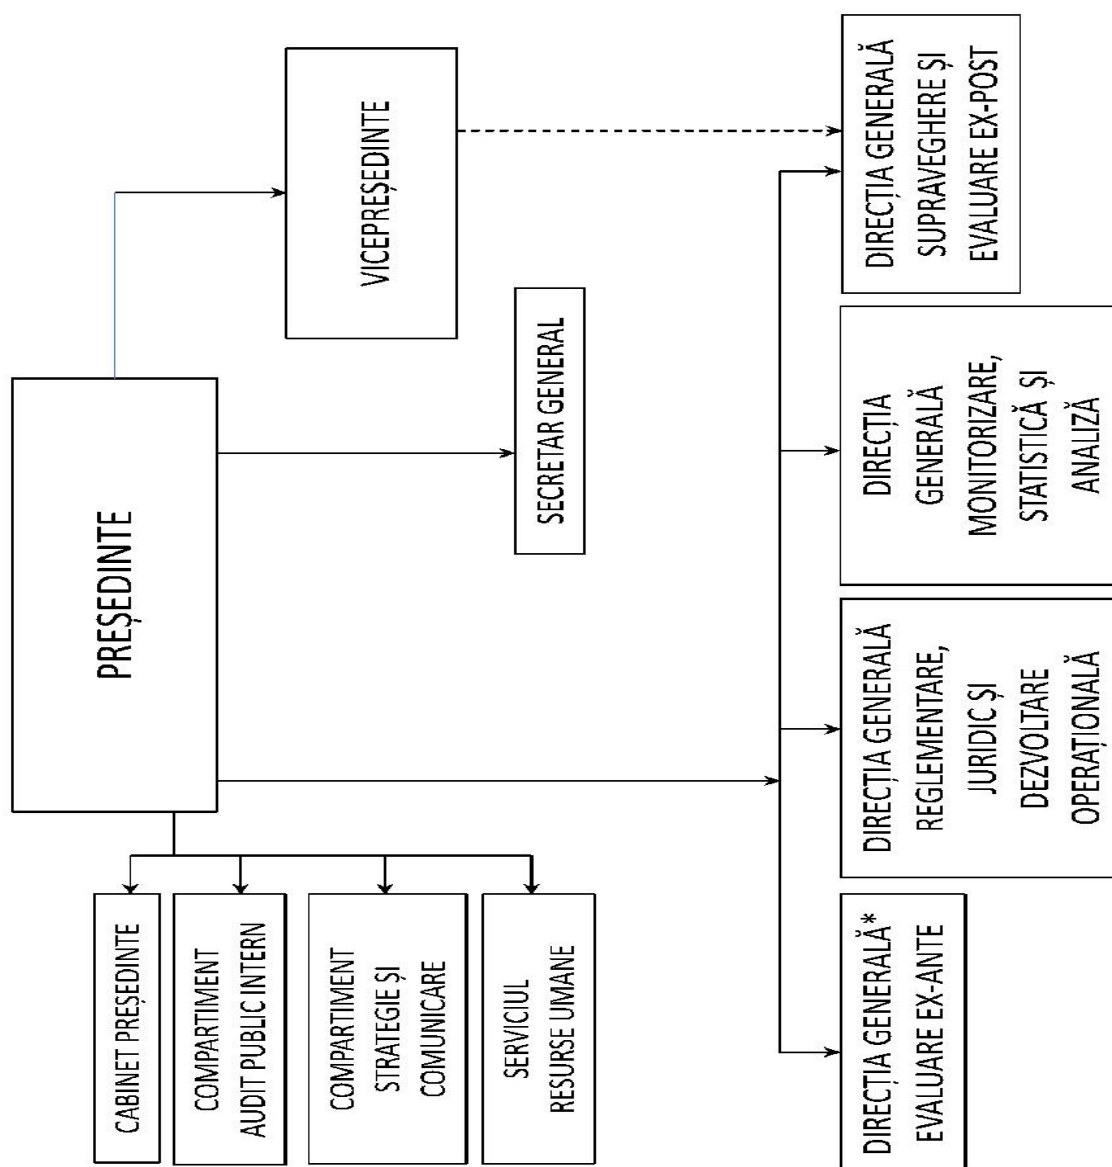 PREȘEDINTE
VICEPREȘEDINTE
SECRETAR GENERAL
CABINET PREȘEDINTE
COMPARTIMENT
AUDIT PUBLIC INTERN
COMPARTIMENT
STRATEGIE ȘI
COMUNICARE
SERVICIUL
RESURSE UMANE
DIRECȚIA GENERALĂ*
EVALUARE EX-ANTE
DIRECȚIA GENERALĂ
REGLEMENTARE,
JURIDIC ȘI
DEZVOLTARE
OPERAȚIONALĂ
DIRECȚIA
GENERALĂ
MONITORIZARE,
STATISTICĂ ȘI
ANALIZĂ
DIRECȚIA GENERALĂ
SUPRAVEGHERE ȘI
EVALUARE EX-POST